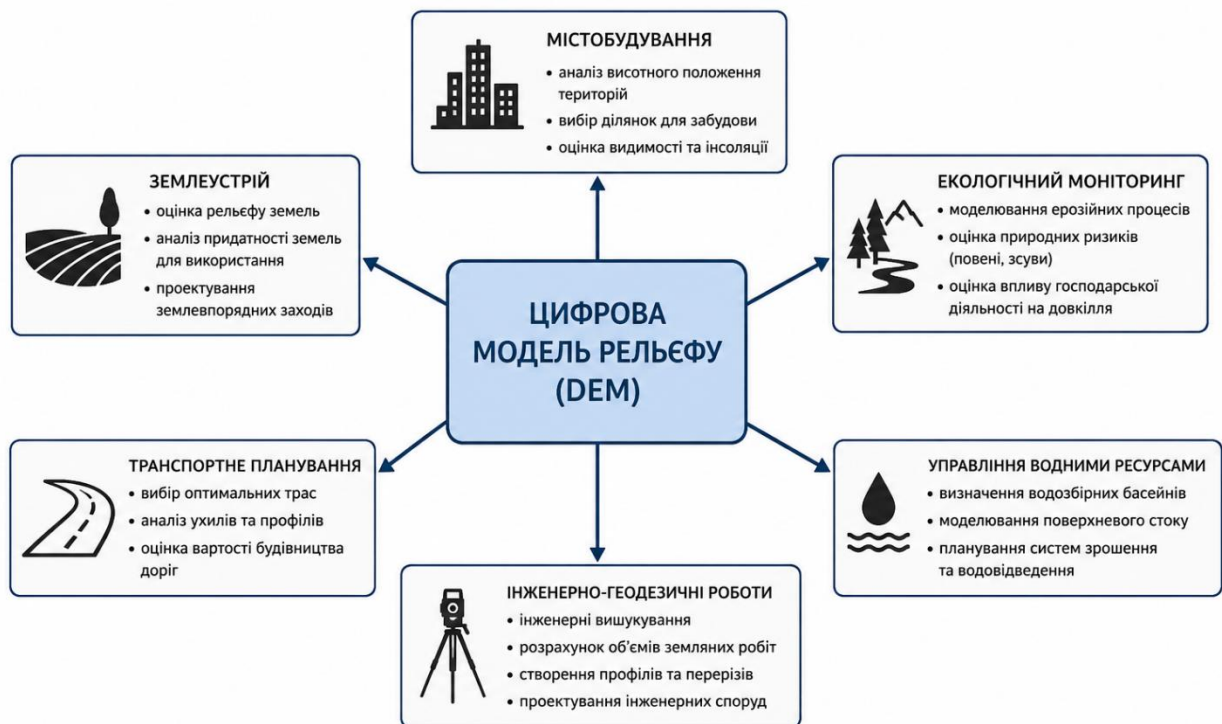 МІСТОБУДУВАННЯ
• аналіз висотного положення
територій
• вибір ділянок для забудови
• оцінка видимості та інсоляції
ЗЕМЛЕУСТРІЙ
• оцінка рельєфу земель
• аналіз придатності земель
для використання
• проектування
землевпорядних заходів
ЕКОЛОГІЧНИЙ МОНІТОРИНГ
• моделювання ерозійних процесів
• оцінка природних ризиків
(повені, зсуви)
• оцінка впливу господарської
діяльності на довкілля
ЦИФРОВА
МОДЕЛЬ РЕЛЬЄФУ
(DEM)
ТРАНСПОРТНЕ ПЛАНУВАННЯ
• вибір оптимальних трас
• аналіз ухилів та профілів
• оцінка вартості будівництва
доріг
УПРАВЛІННЯ ВОДНИМИ РЕСУРСАМИ
• визначення водозбірних басейнів
• моделювання поверхневого стоку
• планування систем зрошення
та водовідведення
ІНЖЕНЕРНО-ГЕОДЕЗИЧНІ РОБОТИ
• інженерні вишукування
• розрахунок об’ємів земляних робіт
• створення профілів та перерізів
• проектування інженерних споруд